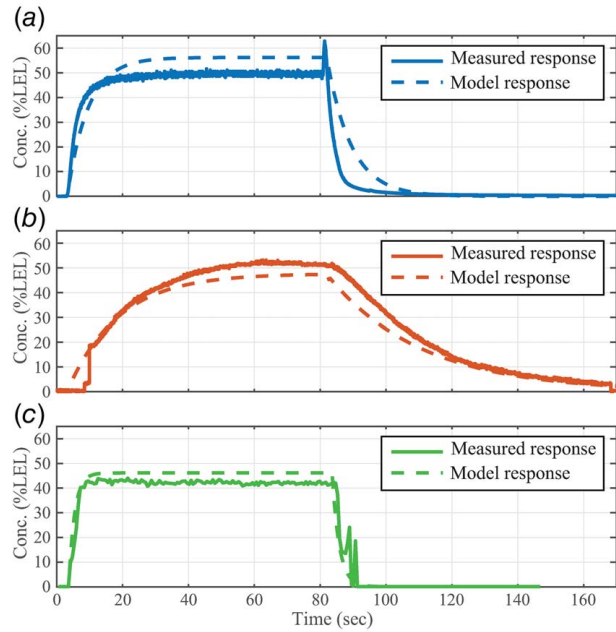 (a)
60
50
40
30
20
10
0
Conc. (%LEL)
Measured response
Model response
(b)
60
50
40
30
20
10
0
Conc. (%LEL)
Measured response
Model response
(c)
60
50
40
30
20
10
0
Conc. (%LEL)
Measured response
Model response
0 20 40 60 80 100 120 140 160
Time (sec)